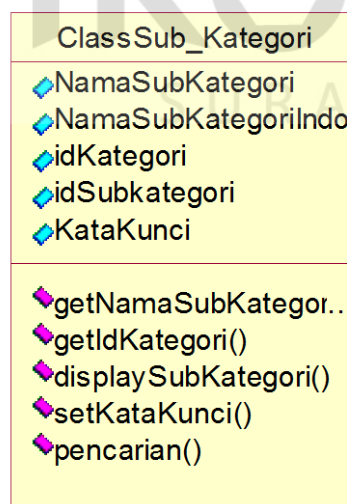 ClassSub_Kategori
NamaSubKategori
NamaSubKategoriIndo
idKategori
idSubkategori
KataKunci
getNamaSubKategor...
getIdKategori()
displaySubKategori()
setKataKunci()
pencarian()